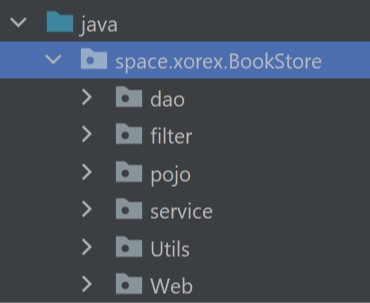 java
space.xorex.BookStore
dao
filter
pojo
service
Utils
Web